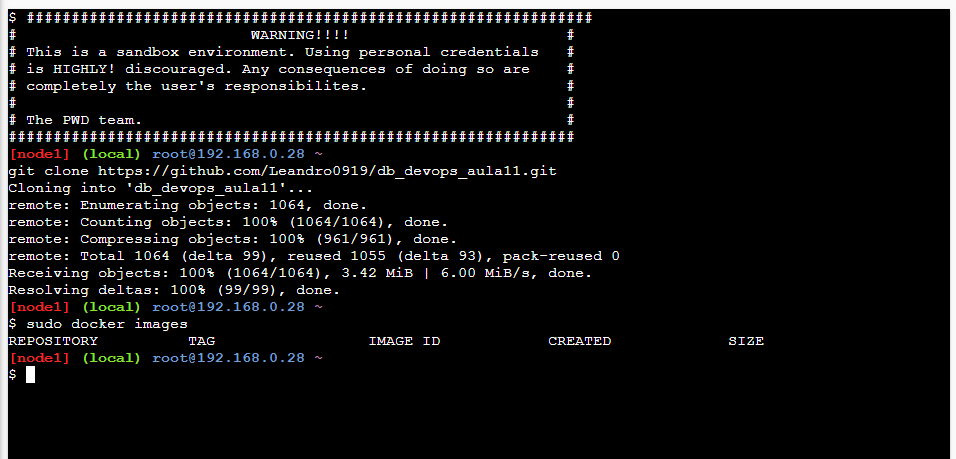 $ ################################################################
#                          WARNING!!!!                        #
# This is a sandbox environment. Using personal credentials   #
# is HIGHLY! discouraged. Any consequences of doing so are    #
# completely the user's responsibilites.                      #
#                                                             #
# The PWD team.                                               #
###############################################################
[node1] (local) root@192.168.0.28 ~
git clone https://github.com/Leandro0919/db_devops_aula11.git
Cloning into 'db_devops_aula11'...
remote: Enumerating objects: 1064, done.
remote: Counting objects: 100% (1064/1064), done.
remote: Compressing objects: 100% (961/961), done.
remote: Total 1064 (delta 99), reused 1055 (delta 93), pack-reused 0
Receiving objects: 100% (1064/1064), 3.42 MiB | 6.00 MiB/s, done.
Resolving deltas: 100% (99/99), done.
[node1] (local) root@192.168.0.28 ~
$ sudo docker images
REPOSITORY          TAG                 IMAGE ID            CREATED             SIZE
[node1] (local) root@192.168.0.28 ~
$